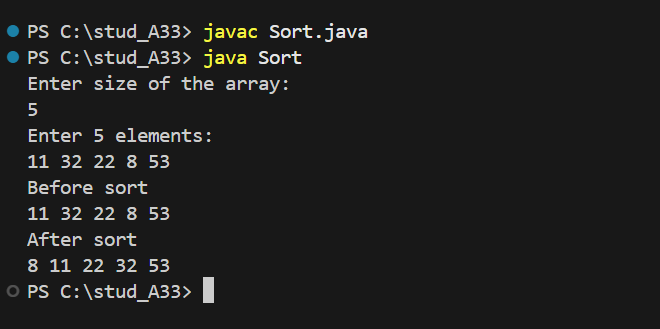 PS C:\stud_A33> javac Sort.java
PS C:\stud_A33> java Sort
Enter size of the array:
5
Enter 5 elements:
11 32 22 8 53
Before sort
11 32 22 8 53
After sort
8 11 22 32 53
PS C:\stud_A33>